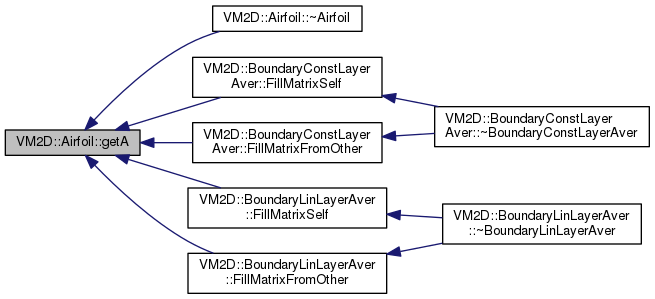 VM2D::Airfoil::getA
VM2D::Airfoil::~Airfoil
VM2D::BoundaryConstLayer
Aver::FillMatrixSelf
VM2D::BoundaryConstLayer
Aver::FillMatrixFromOther
VM2D::BoundaryLinLayerAver
::FillMatrixSelf
VM2D::BoundaryLinLayerAver
::FillMatrixFromOther
VM2D::BoundaryConstLayer
Aver::~BoundaryConstLayerAver
VM2D::BoundaryLinLayerAver
::~BoundaryLinLayerAver